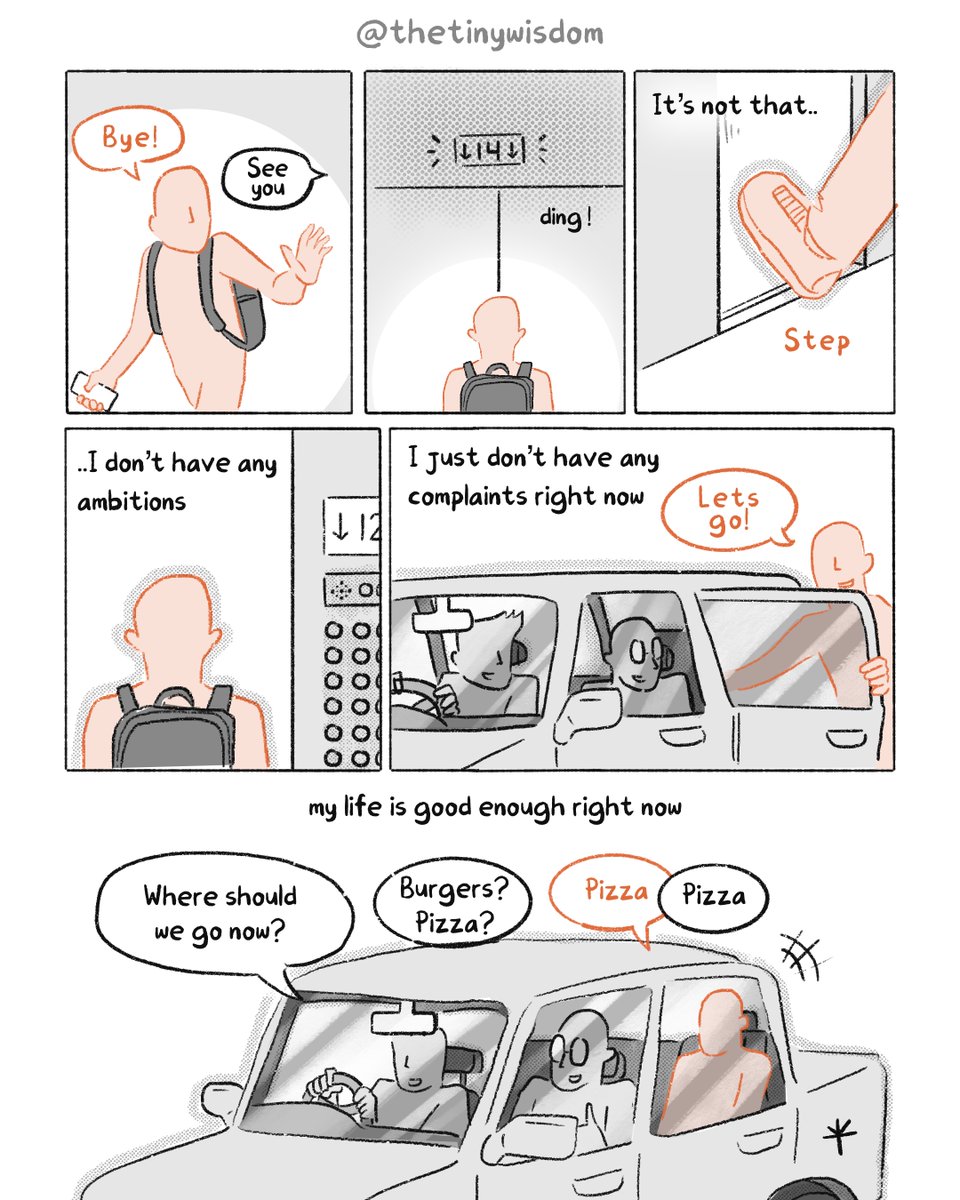 @thetinywisdom
Bye!
See
you
↓14↓
ding!
It's not that..
Step
..I don't have any
ambitions
↓12
I just don't have any
complaints right now
Lets
go!
my life is good enough right now
Where should
we go now?
Burgers?
Pizza?
Pizza
Pizza